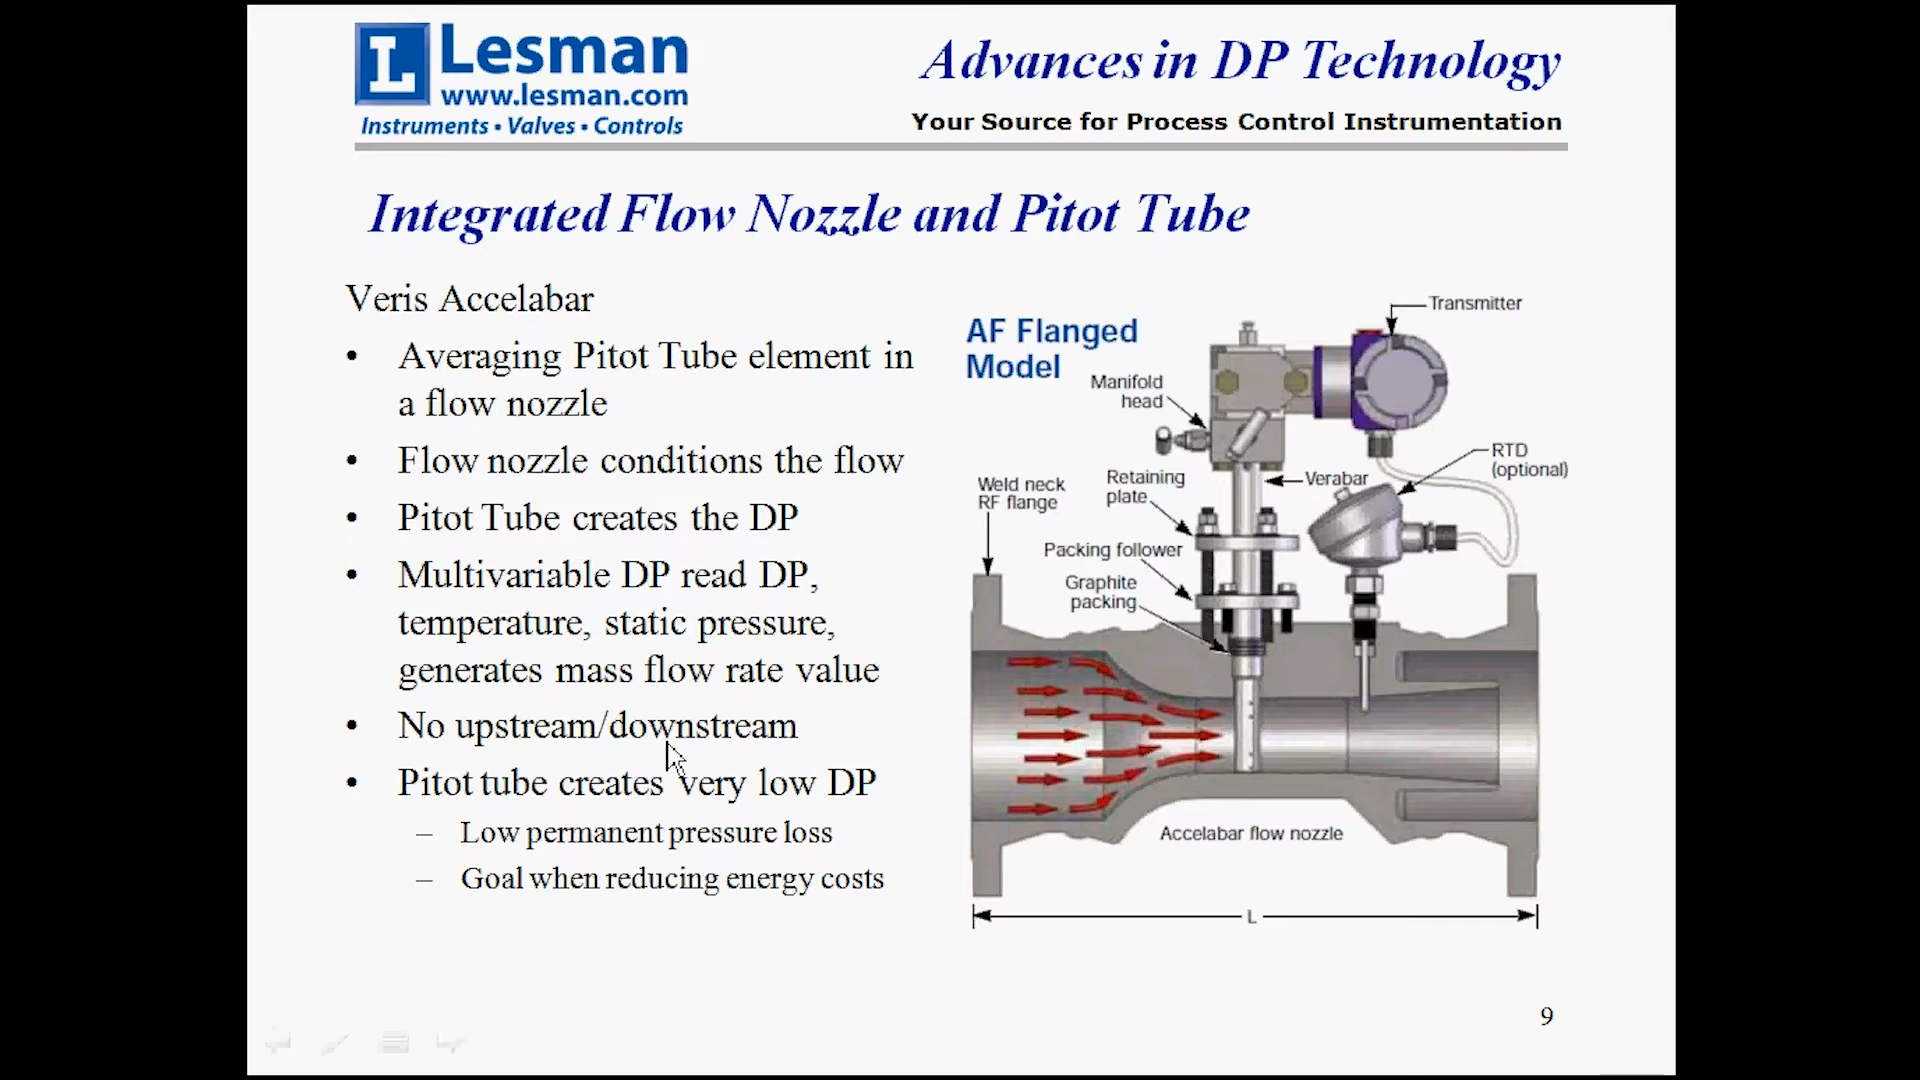 L Lesman
www.lesman.com
Instruments • Valves • Controls
Advances in DP Technology
Your Source for Process Control Instrumentation
Integrated Flow Nozzle and Pitot Tube
Veris Accelabar
• Averaging Pitot Tube element in
a flow nozzle
• Flow nozzle conditions the flow
• Pitot Tube creates the DP
• Multivariable DP read DP,
temperature, static pressure,
generates mass flow rate value
• No upstream/downstream
• Pitot tube creates very low DP
– Low permanent pressure loss
– Goal when reducing energy costs
AF Flanged
Model
Transmitter
Manifold
head
RTD
(optional)
Verabar
Retaining
plate
Weld neck
RF flange
Packing follower
Graphite
packing
Accelabar flow nozzle
L
9